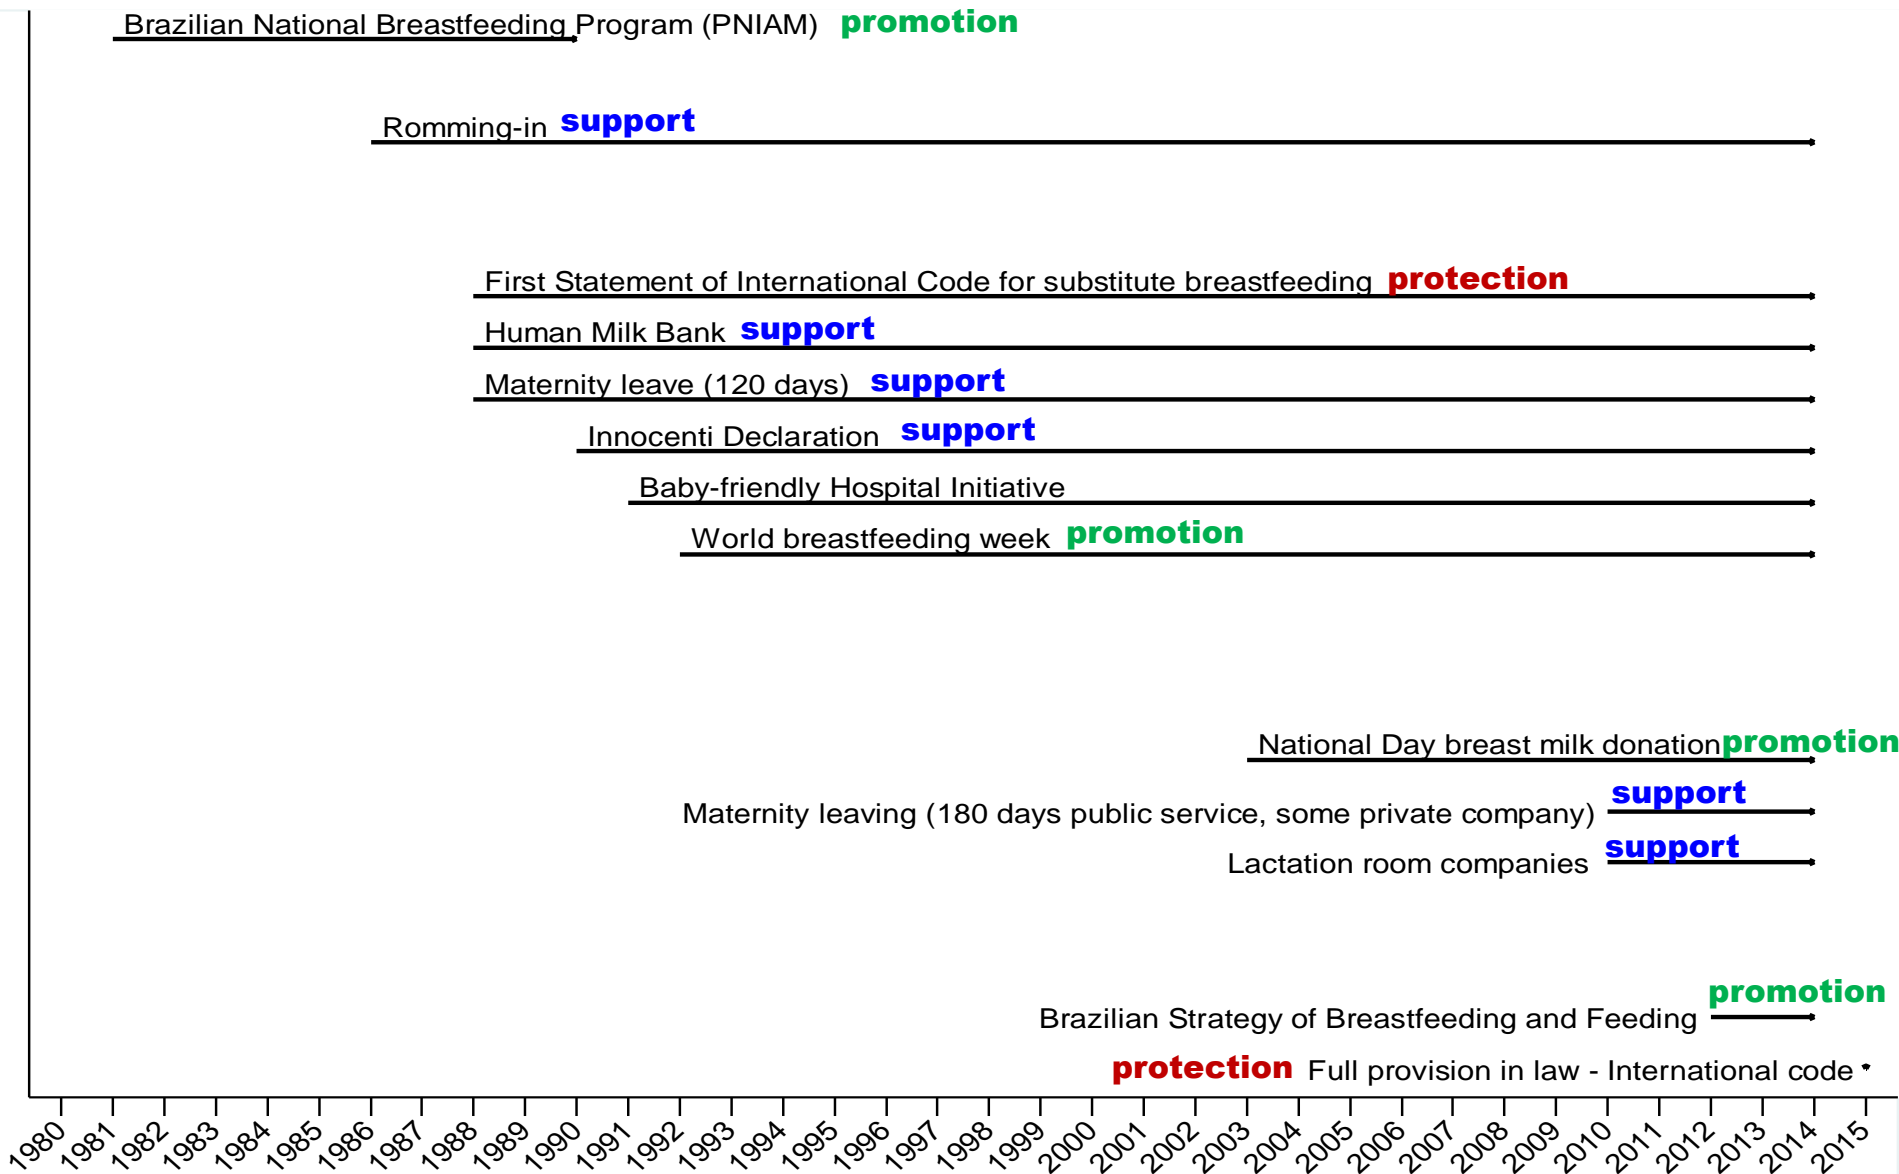 Brazilian National Breastfeeding Program (PNIAM) promotion
Romming-in support
First Statement of International Code for substitute breastfeeding protection
Human Milk Bank support
Maternity leave (120 days) support
Innocenti Declaration support
Baby-friendly Hospital Initiative
World breastfeeding week promotion
National Day breast milk donation promotion
support
Maternity leaving (180 days public service, some private company)
support
Lactation room companies
promotion
Brazilian Strategy of Breastfeeding and Feeding
protection Full provision in law - International code
1980 1981 1982 1983 1984 1985 1986 1987 1988 1989 1990 1991 1992 1993 1994 1995 1996 1997 1998 1999 2000 2001 2002 2003 2004 2005 2006 2007 2008 2009 2010 2011 2012 2013 2014 2015